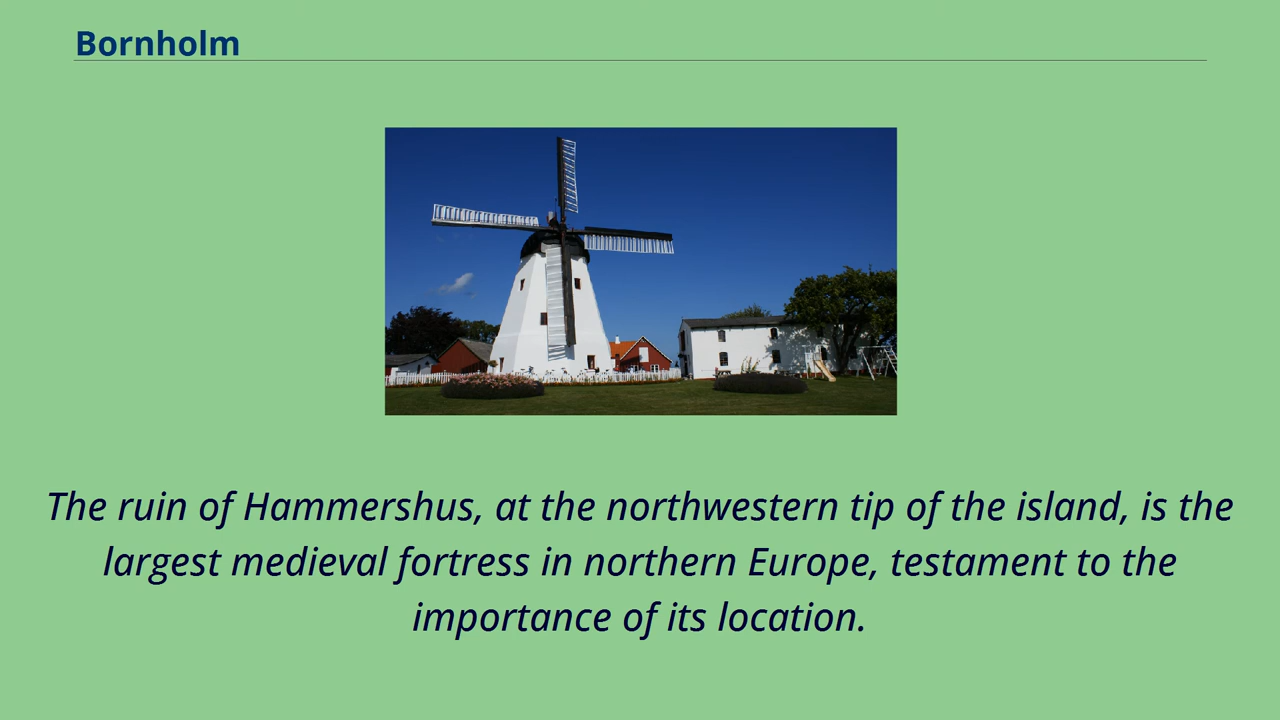 Bornholm
The ruin of Hammershus, at the northwestern tip of the island, is the
largest medieval fortress in northern Europe, testament to the
importance of its location.